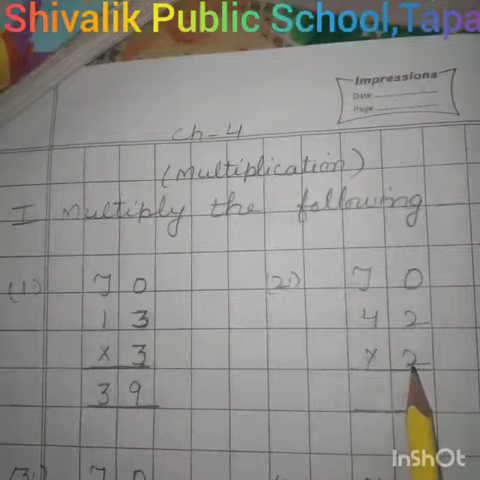 Shivalik Public School,Tapa
Impressions
Date
Page
Ch-4
(Multiplication)
I Multiply the following
(1) T O (2) T O
1 3 4 2
x 3 x 2
3 9
(3) T O
InShOt